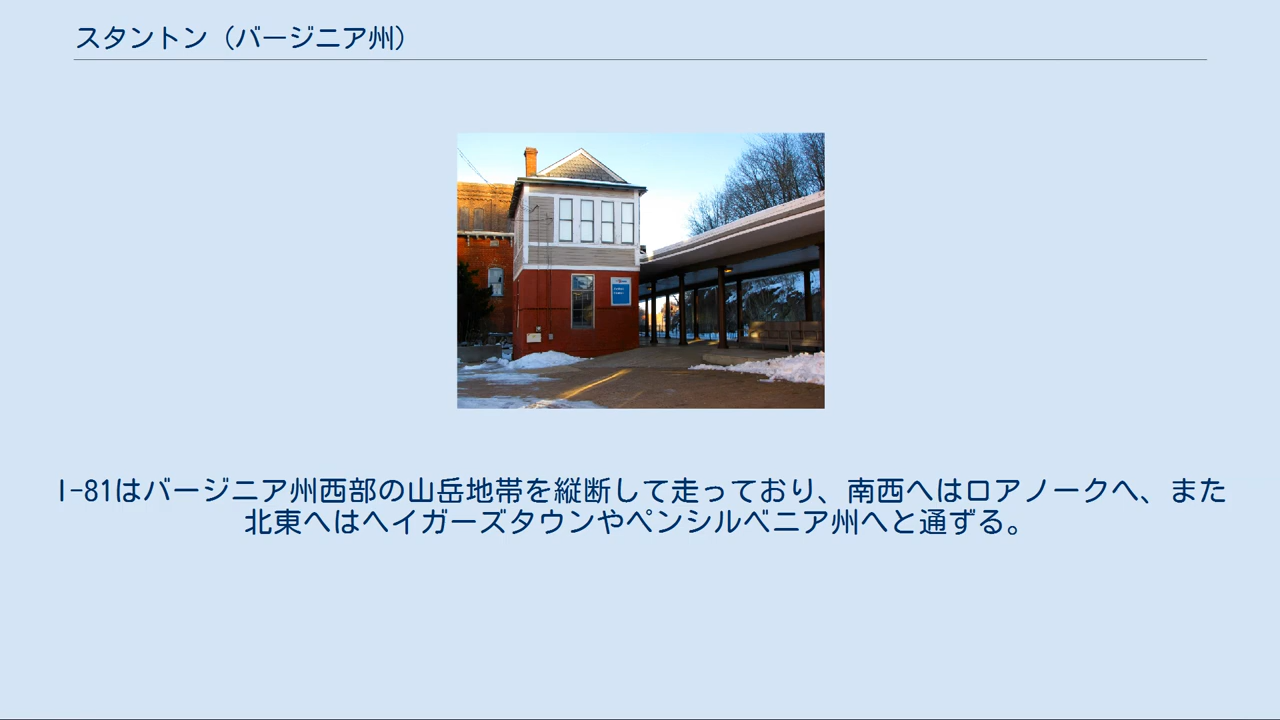 スタントン（バージニア州）
I-81はバージニア州西部の山岳地帯を縦断して走っており、南西へはロアノークへ、また
北東へはヘイガーズタウンやペンシルベニア州へと通ずる。